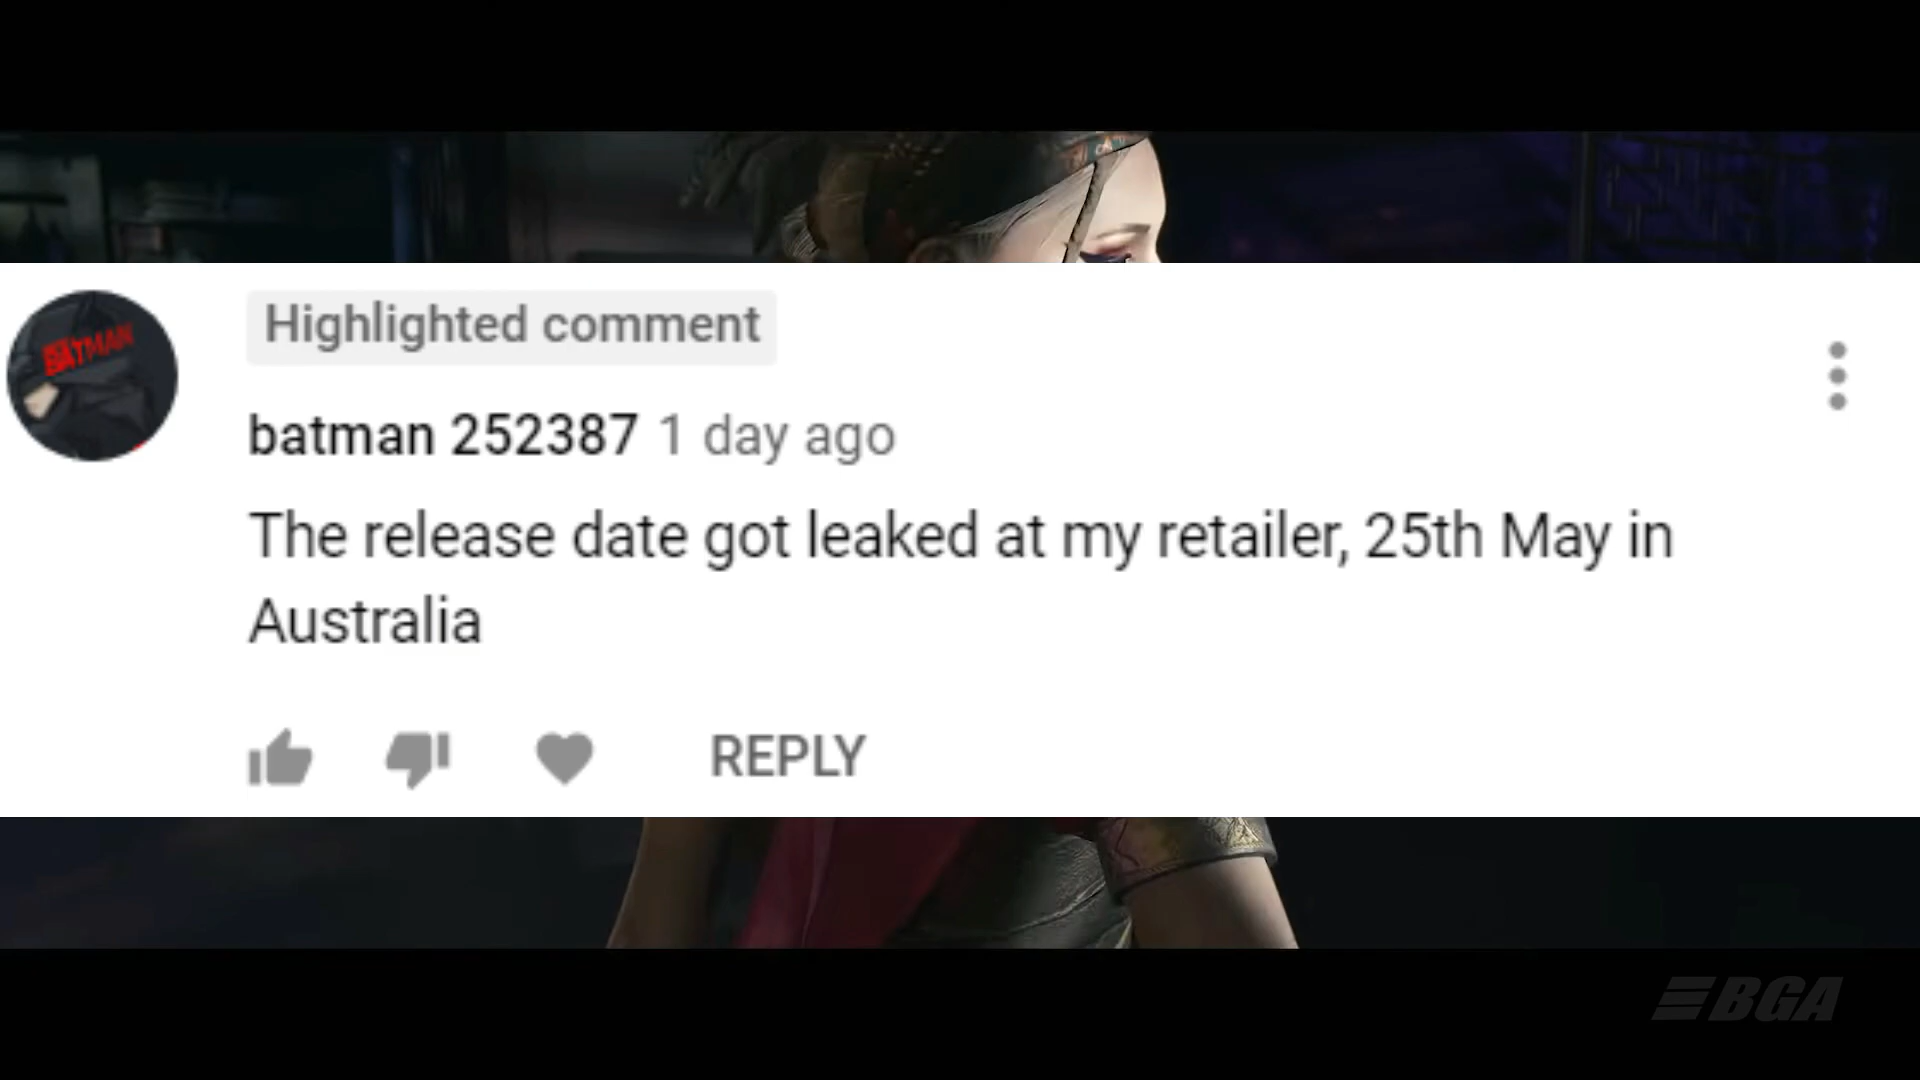 BATMAN
Highlighted comment
batman 252387 1 day ago
The release date got leaked at my retailer, 25th May in
Australia
REPLY
BGA